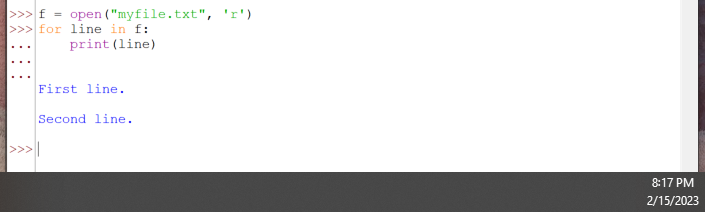 >>> f = open("myfile.txt", 'r')
>>> for line in f:
...     print(line)
...
...
First line.

Second line.

>>>
8:17 PM
2/15/2023